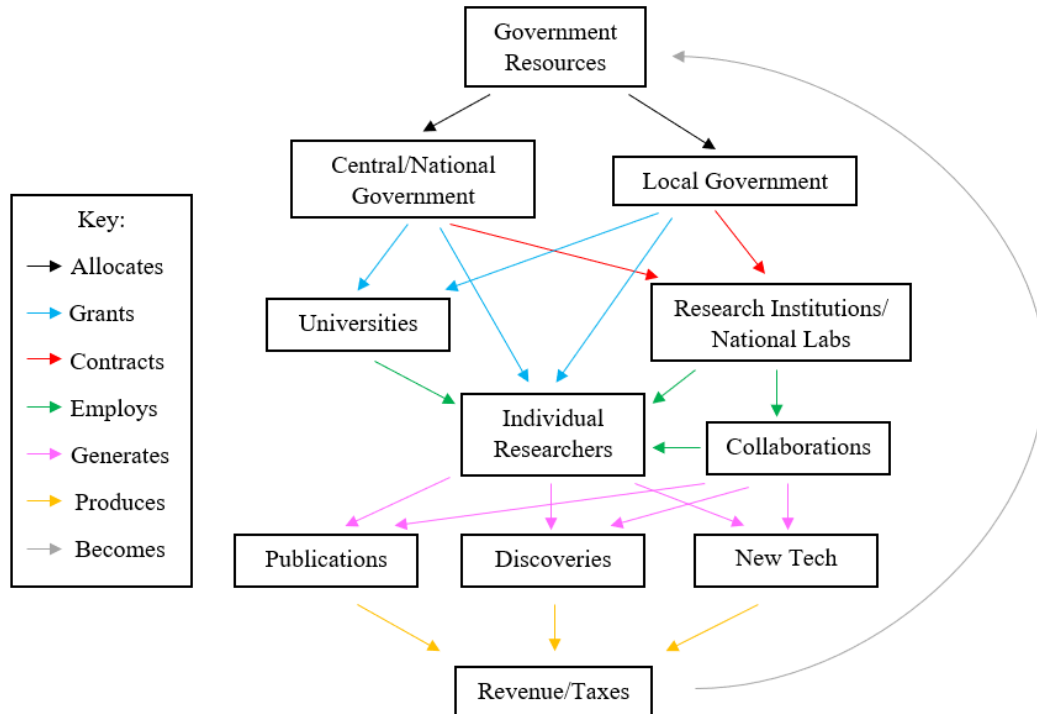 Government
Resources
Central/National
Government
Local Government
Key:
Allocates
Grants
Contracts
Employs
Generates
Produces
Becomes
Universities
Research Institutions/
National Labs
Individual
Researchers
Collaborations
Publications
Discoveries
New Tech
Revenue/Taxes